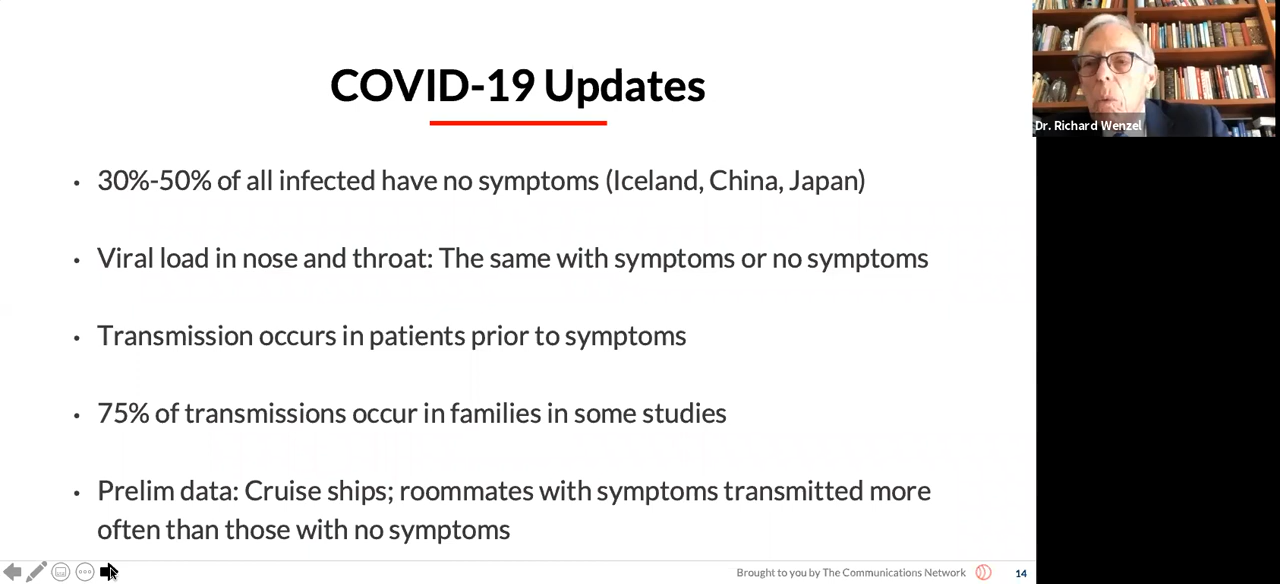 COVID-19 Updates
Dr. Richard Wenzel
• 30%-50% of all infected have no symptoms (Iceland, China, Japan)
• Viral load in nose and throat: The same with symptoms or no symptoms
• Transmission occurs in patients prior to symptoms
• 75% of transmissions occur in families in some studies
• Prelim data: Cruise ships; roommates with symptoms transmitted more
often than those with no symptoms
Brought to you by The Communications Network
14